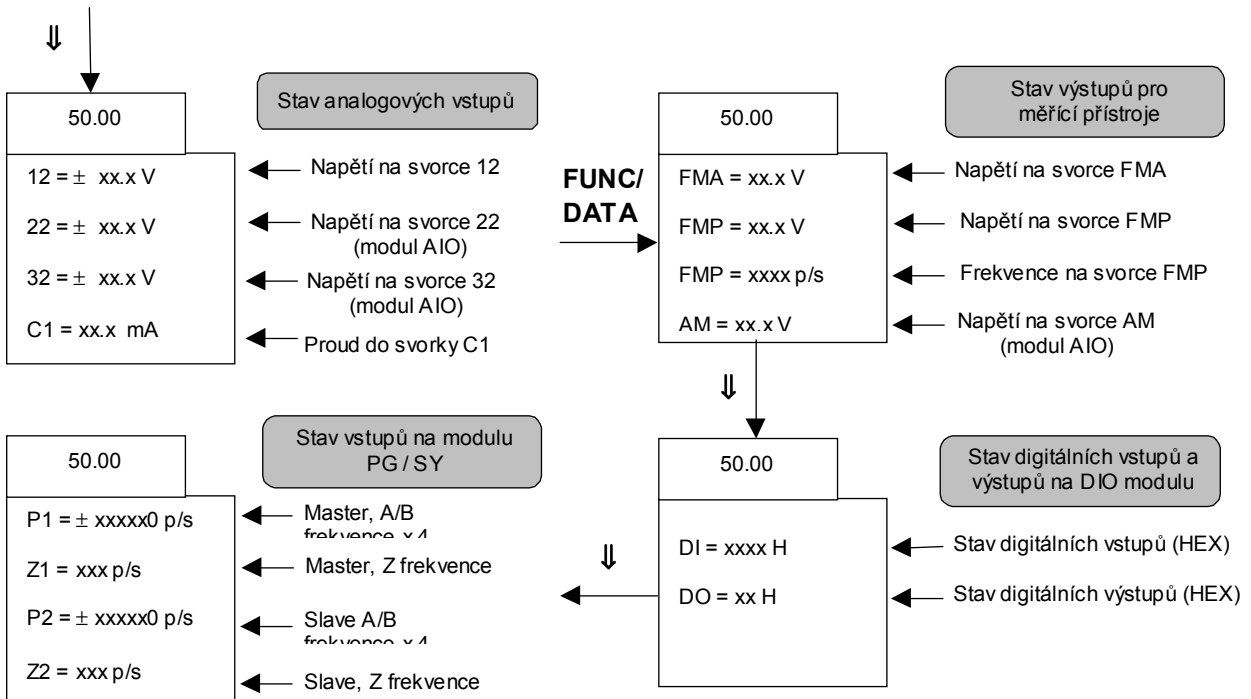 ⇓
50.00
Stav analogových vstupů
12 = ± xx.x V
22 = ± xx.x V
32 = ± xx.x V
C1 = xx.x mA
Napětí na svorce 12
Napětí na svorce 22
(modul AIO)
Napětí na svorce 32
(modul AIO)
Proud do svorky C1
FUNC/
DATA
50.00
Stav výstupů pro
měřící přístroje
FMA = xx.x V
FMP = xx.x V
FMP = xxxx p/s
AM = xx.x V
Napětí na svorce FMA
Napětí na svorce FMP
Frekvence na svorce FMP
Napětí na svorce AM
(modul AIO)
⇓
50.00
Stav digitálních vstupů a
výstupů na DIO modulu
DI = xxxx H
DO = xx H
Stav digitálních vstupů (HEX)
Stav digitálních výstupů (HEX)
⇓
50.00
Stav vstupů na modulu
PG / SY
P1 = ± xxxxx0 p/s
Z1 = xxx p/s
P2 = ± xxxxx0 p/s
Z2 = xxx p/s
Master, A/B
frekvence x 4
Master, Z frekvence
Slave A/B
frekvence x 4
Slave, Z frekvence